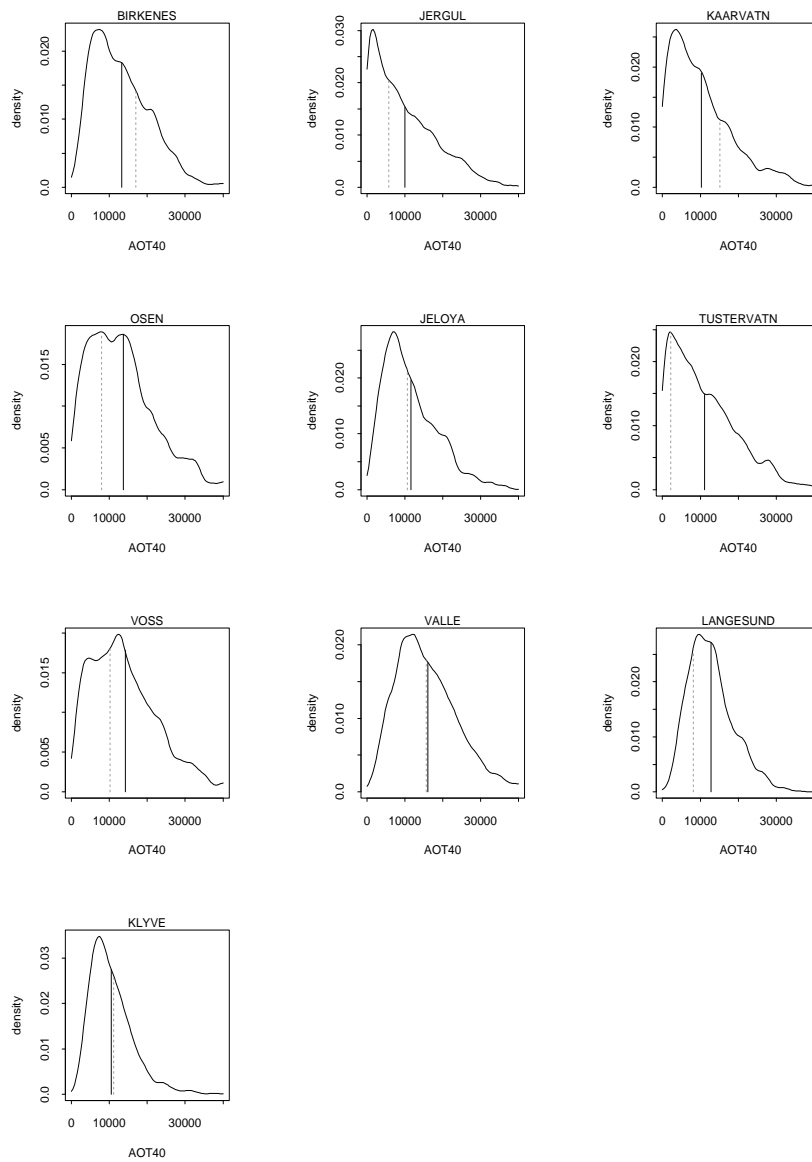 BIRKENES
density
0.0
0.010
0.020
0
10000
30000
AOT40
JERGUL
density
0.0
0.010
0.020
0.030
0
10000
30000
AOT40
KAARVATN
density
0.0
0.010
0.020
0
10000
30000
AOT40
OSEN
density
0.0
0.005
0.015
0
10000
30000
AOT40
JELOYA
density
0.0
0.010
0.020
0
10000
30000
AOT40
TUSTERVATN
density
0.0
0.010
0.020
0
10000
30000
AOT40
VOSS
density
0.0
0.005
0.015
0
10000
30000
AOT40
VALLE
density
0.0
0.010
0.020
0
10000
30000
AOT40
LANGESUND
density
0.0
0.010
0.020
0
10000
30000
AOT40
KLYVE
density
0.0
0.01
0.02
0.03
0
10000
30000
AOT40